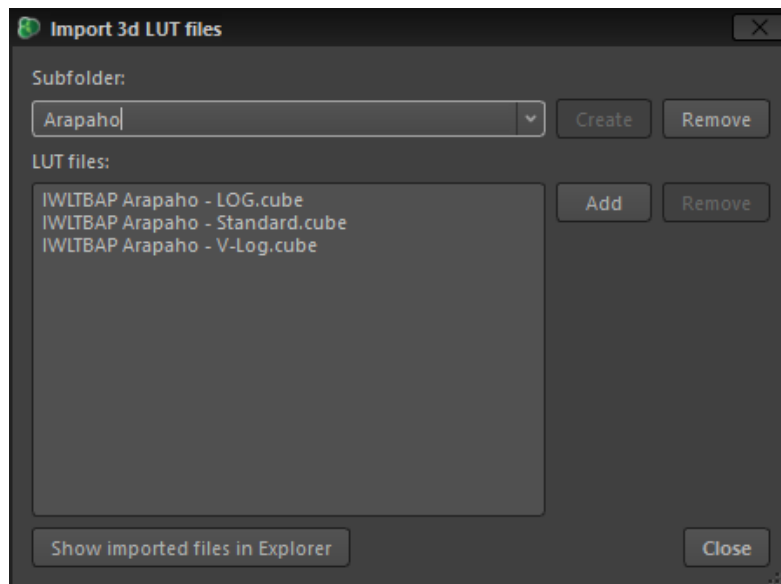 Import 3d LUT files
Subfolder:
Arapaho
Create
Remove
LUT files:
IWLTBAP Arapaho - LOG.cube
IWLTBAP Arapaho - Standard.cube
IWLTBAP Arapaho - V-Log.cube
Add
Remove
Show imported files in Explorer
Close